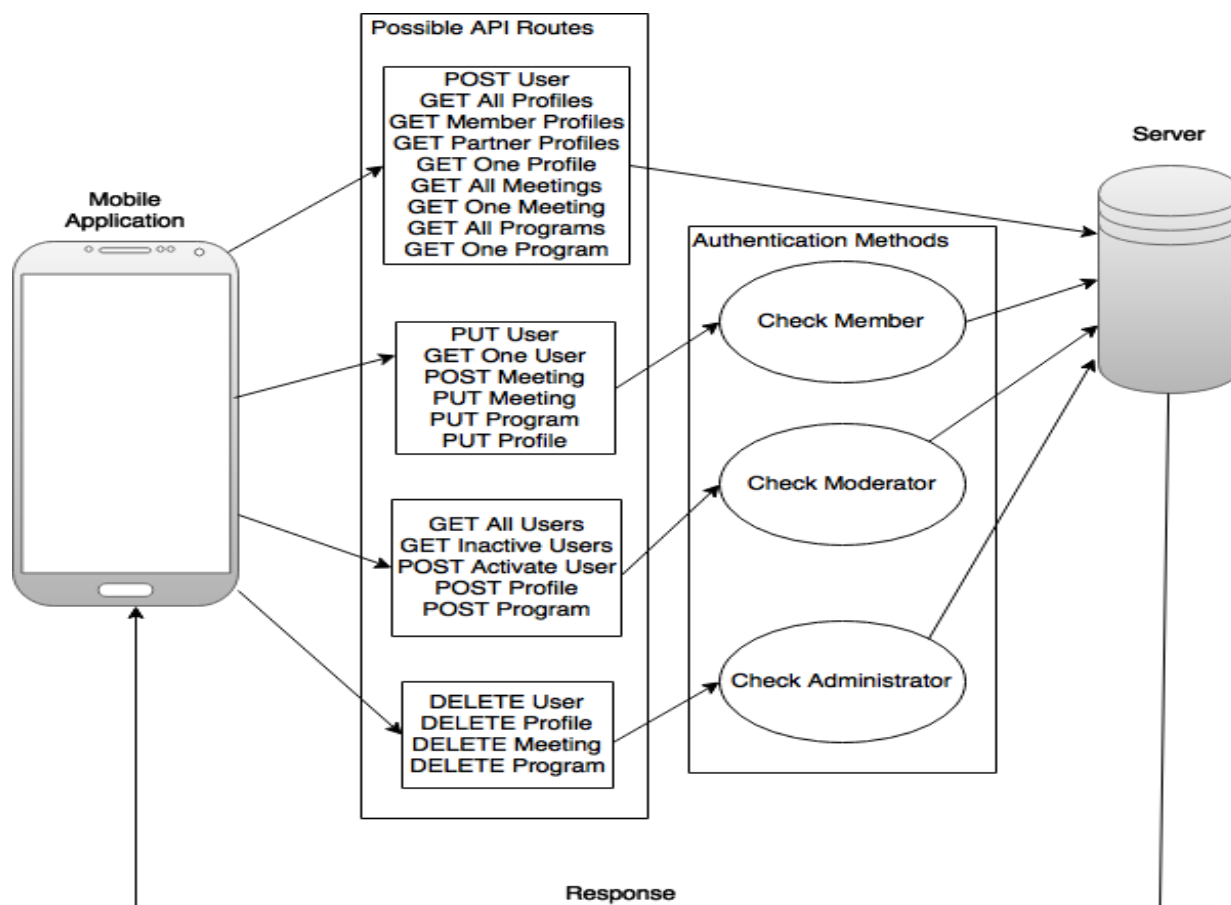 Possible API Routes
POST User
GET All Profiles
GET Member Profiles
GET Partner Profiles
GET One Profile
GET All Meetings
GET One Meeting
GET All Programs
GET One Program
Server
Mobile
Application
Authentication Methods
Check Member
PUT User
GET One User
POST Meeting
PUT Meeting
PUT Program
PUT Profile
Check Moderator
GET All Users
GET Inactive Users
POST Activate User
POST Profile
POST Program
Check Administrator
DELETE User
DELETE Profile
DELETE Meeting
DELETE Program
Response